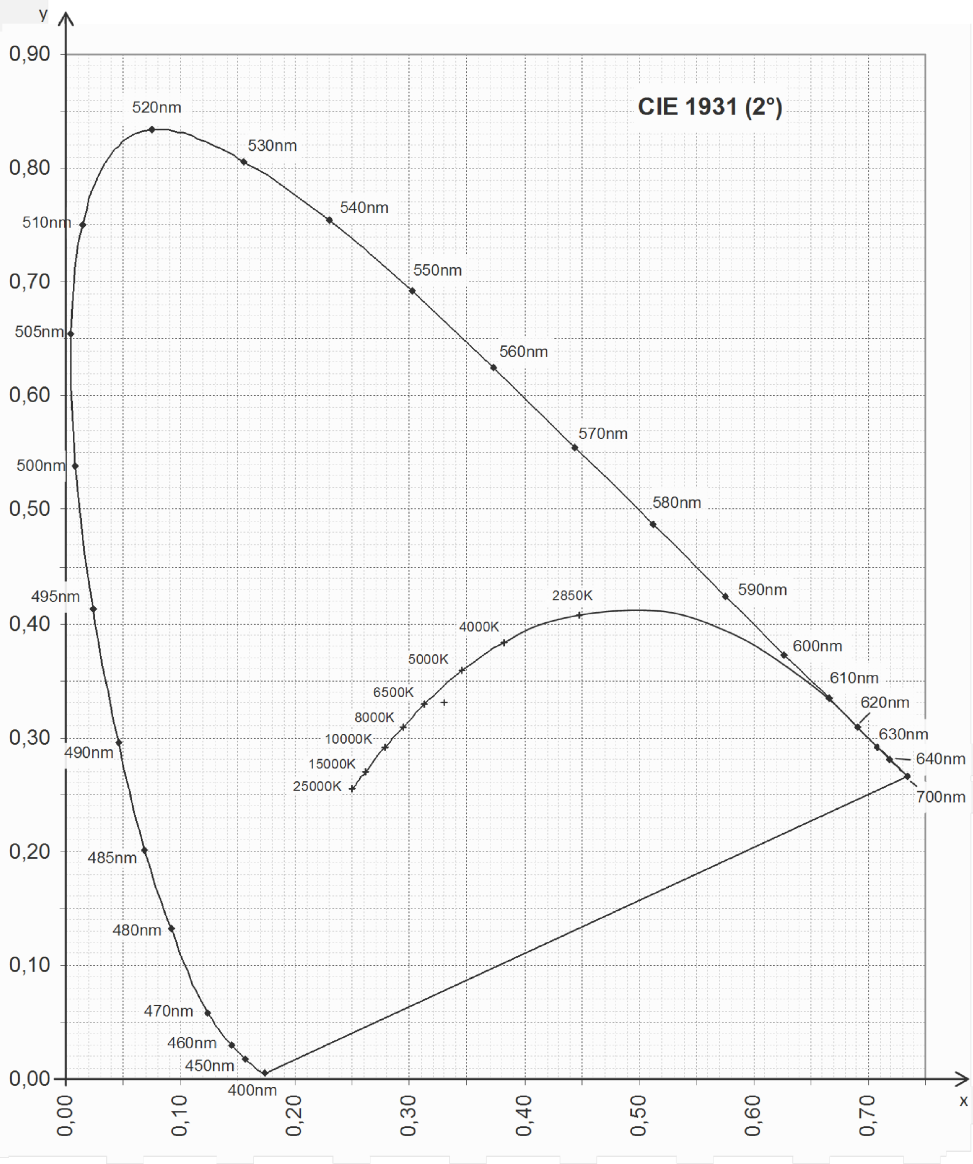 y
0,90
CIE 1931 (2°)
520nm
530nm
0,80
540nm
510nm
550nm
0,70
505nm
560nm
0,60
570nm
500nm
580nm
0,50
590nm
495nm
2850K
0,40
4000K
600nm
5000K
610nm
6500K
620nm
8000K
630nm
0,30
10000K
490nm
640nm
15000K
25000K
700nm
0,20
485nm
480nm
0,10
470nm
460nm
450nm
0,00
400nm
x
0,00 0,10 0,20 0,30 0,40 0,50 0,60 0,70